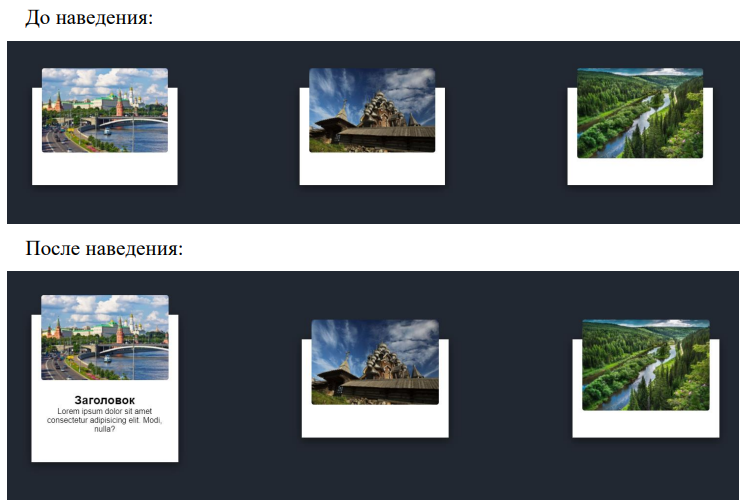 До наведения:
После наведения:
Заголовок
Lorem ipsum dolor sit amet
consectetur adipisicing elit. Modi,
nulla?